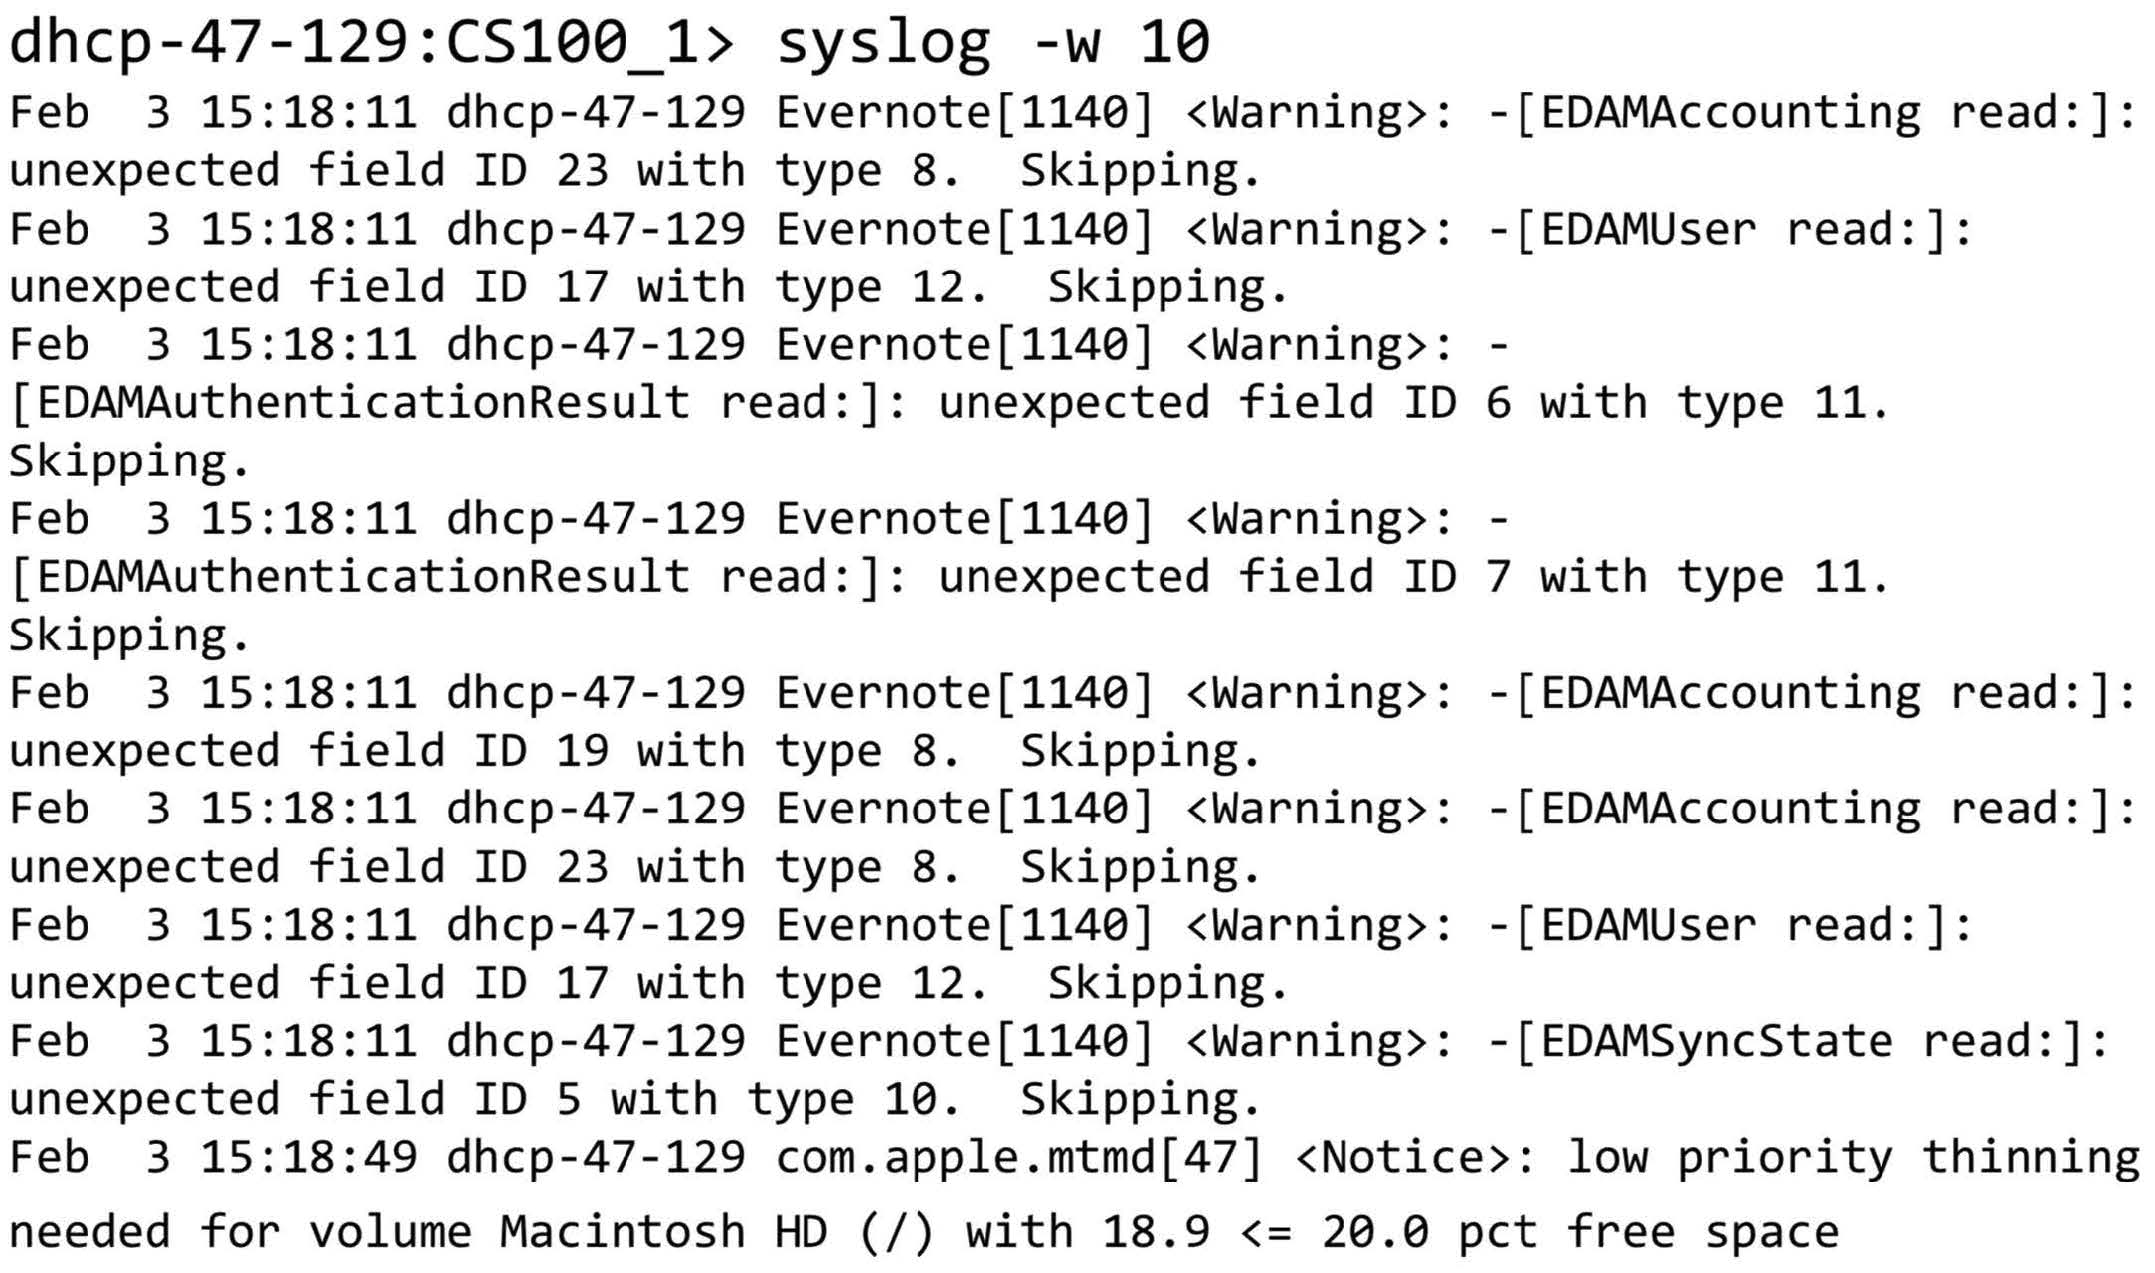 dhcp-47-129:CS100_1> syslog -w 10
Feb  3 15:18:11 dhcp-47-129 Evernote[1140] <Warning>: -[EDAMAccounting read:]:
unexpected field ID 23 with type 8.  Skipping.
Feb  3 15:18:11 dhcp-47-129 Evernote[1140] <Warning>: -[EDAMUser read:]:
unexpected field ID 17 with type 12.  Skipping.
Feb  3 15:18:11 dhcp-47-129 Evernote[1140] <Warning>: -
[EDAMAuthenticationResult read:]: unexpected field ID 6 with type 11.
Skipping.
Feb  3 15:18:11 dhcp-47-129 Evernote[1140] <Warning>: -
[EDAMAuthenticationResult read:]: unexpected field ID 7 with type 11.
Skipping.
Feb  3 15:18:11 dhcp-47-129 Evernote[1140] <Warning>: -[EDAMAccounting read:]:
unexpected field ID 19 with type 8.  Skipping.
Feb  3 15:18:11 dhcp-47-129 Evernote[1140] <Warning>: -[EDAMAccounting read:]:
unexpected field ID 23 with type 8.  Skipping.
Feb  3 15:18:11 dhcp-47-129 Evernote[1140] <Warning>: -[EDAMUser read:]:
unexpected field ID 17 with type 12.  Skipping.
Feb  3 15:18:11 dhcp-47-129 Evernote[1140] <Warning>: -[EDAMSyncState read:]:
unexpected field ID 5 with type 10.  Skipping.
Feb  3 15:18:49 dhcp-47-129 com.apple.mtmd[47] <Notice>: low priority thinning
needed for volume Macintosh HD (/) with 18.9 <= 20.0 pct free space